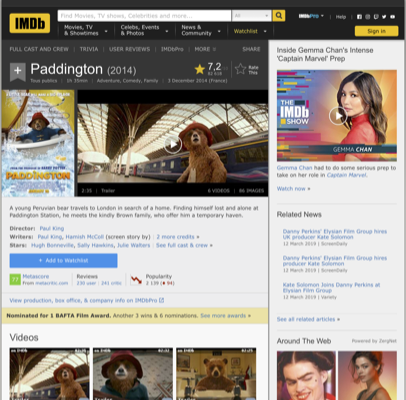 IMDb
Find Movies, TV shows, Celebrities and more...
All
IMDbPro
Help
Movies, TV & Showtimes
Celebs, Events & Photos
News & Community
Watchlist
Sign in
FULL CAST AND CREW | TRIVIA | USER REVIEWS | IMDbPro | MORE
SHARE
Paddington (2014)
7,2
Rate This
Tous publics | 1h 35min | Adventure, Comedy, Family | 3 December 2014 (France)
PADDINGTON
2:35 | Trailer
6 VIDEOS | 86 IMAGES
A young Peruvian bear travels to London in search of a home. Finding himself lost and alone at
Paddington Station, he meets the kindly Brown family, who offer him a temporary haven.
Director: Paul King
Writers: Paul King, Hamish McColl (screen story by) | 2 more credits »
Stars: Hugh Bonneville, Sally Hawkins, Julie Walters | See full cast & crew »
+ Add to Watchlist
77
Metascore
From metacritic.com
Reviews
230 user | 241 critic
Popularity
View production, box office, & company info on IMDbPro
Nominated for 1 BAFTA Film Award. Another 3 wins & 6 nominations. See more awards »
Videos
Inside Gemma Chan's Intense
'Captain Marvel' Prep
THE
IMDb
SHOW
GEMMA CHAN
Gemma Chan had to do some serious prep to
take on her role in Captain Marvel.
Watch now »
Related News
Danny Perkins' Elysian Film Group hires
UK producer Kate Solomon
12 March 2019 | ScreenDaily
Danny Perkins' Elysian Film Group hires
producer Kate Solomon
12 March 2019 | ScreenDaily
Kate Solomon Joins Danny Perkins at
Elysian Film Group
12 March 2019 | Variety
See all related articles »
Around The Web
Powered by ZergNet